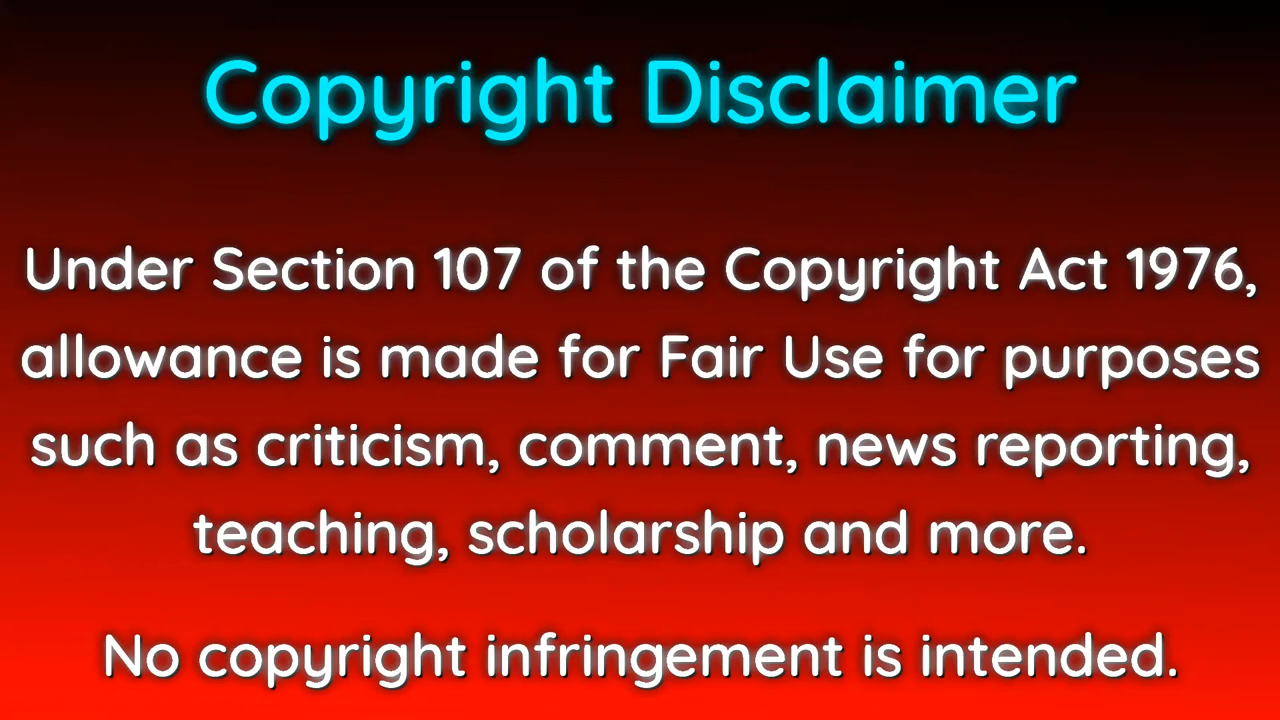 Copyright Disclaimer
Under Section 107 of the Copyright Act 1976,
allowance is made for Fair Use for purposes
such as criticism, comment, news reporting,
teaching, scholarship and more.
No copyright infringement is intended.